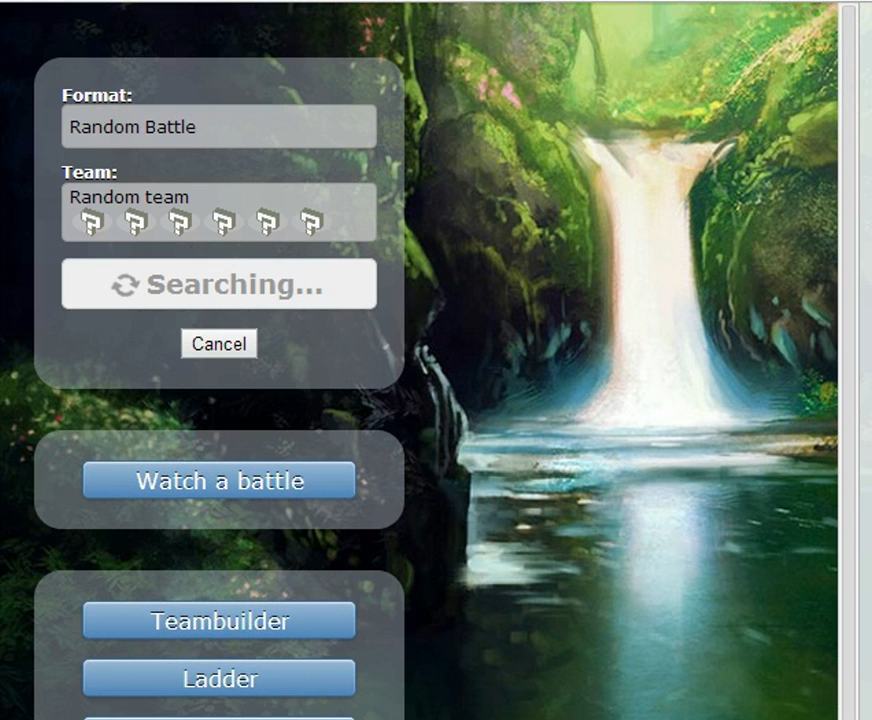 Format:
Random Battle
Team:
Random team
? ? ? ? ? ?
Searching...
Cancel
Watch a battle
Teambuilder
Ladder